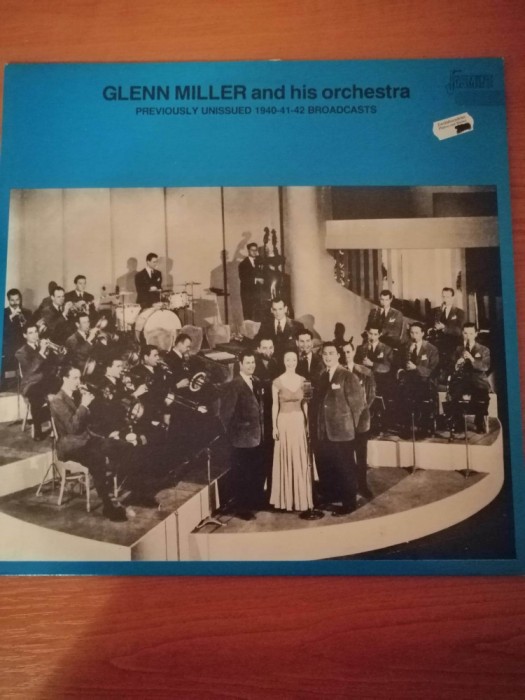 GLENN MILLER and his orchestra
PREVIOUSLY UNISSUED 1940-41-42 BROADCASTS